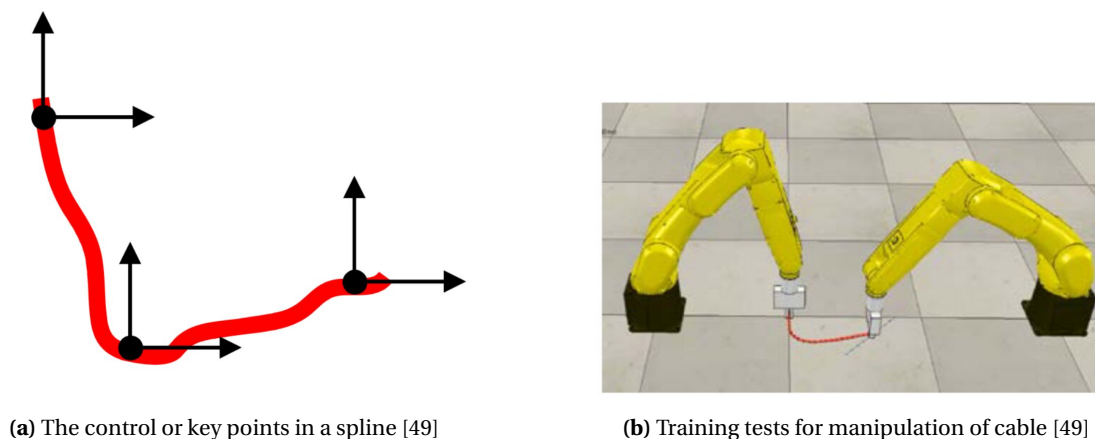 (a) The control or key points in a spline [49]
(b) Training tests for manipulation of cable [49]